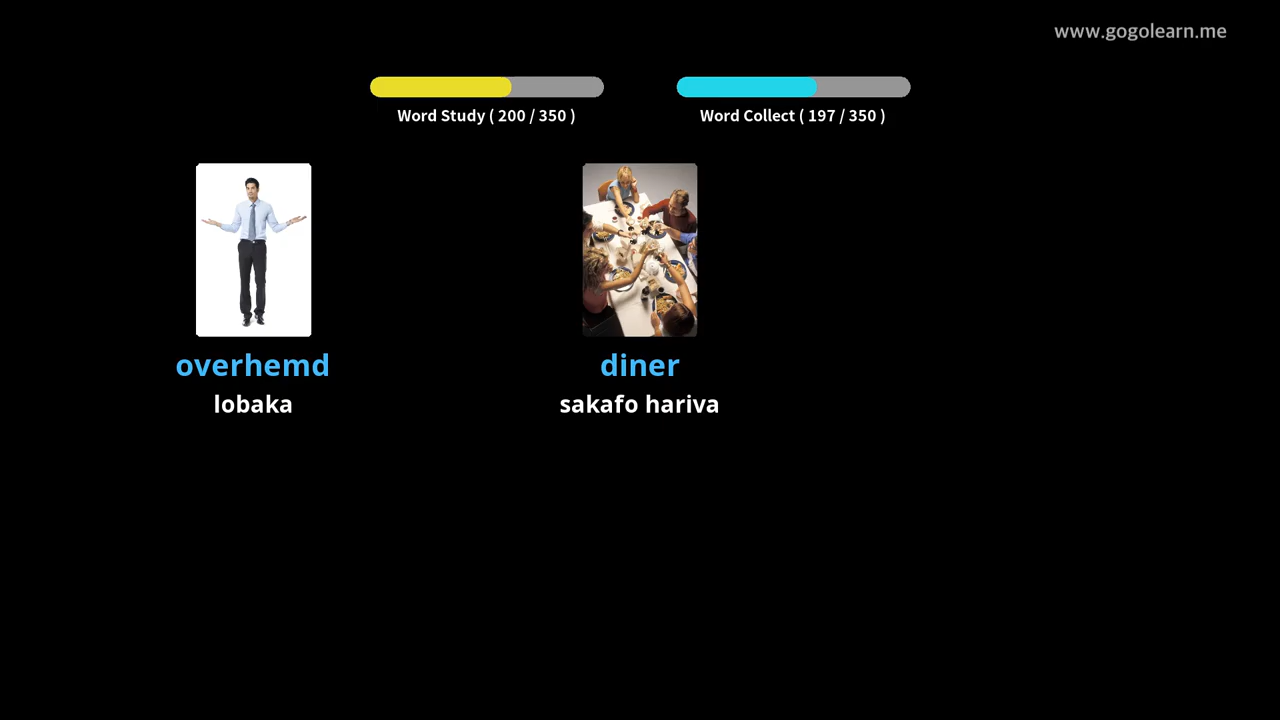 www.gogolearn.me
Word Study ( 200 / 350 )
Word Collect ( 197 / 350 )
overhemd
lobaka
diner
sakafo hariva